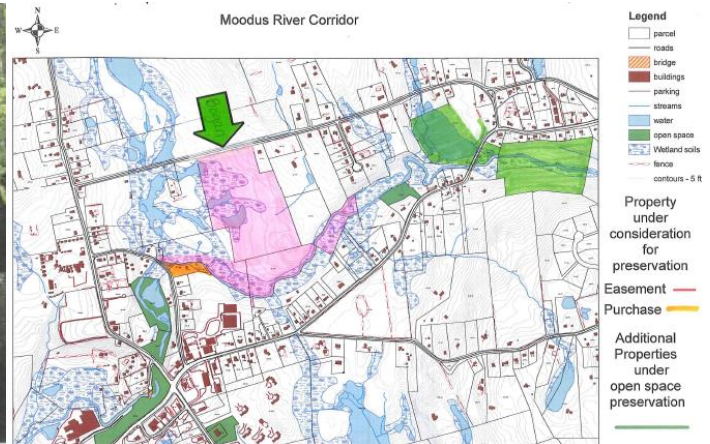 Moodus River Corridor
N
W
E
S
Legend
parcel
roads
bridge
buildings
parking
streams
water
open space
Wetland soils
fence
contours - 5 ft
Property
under
consideration
for
preservation
Easement
Purchase
Additional
Properties
under
open space
preservation